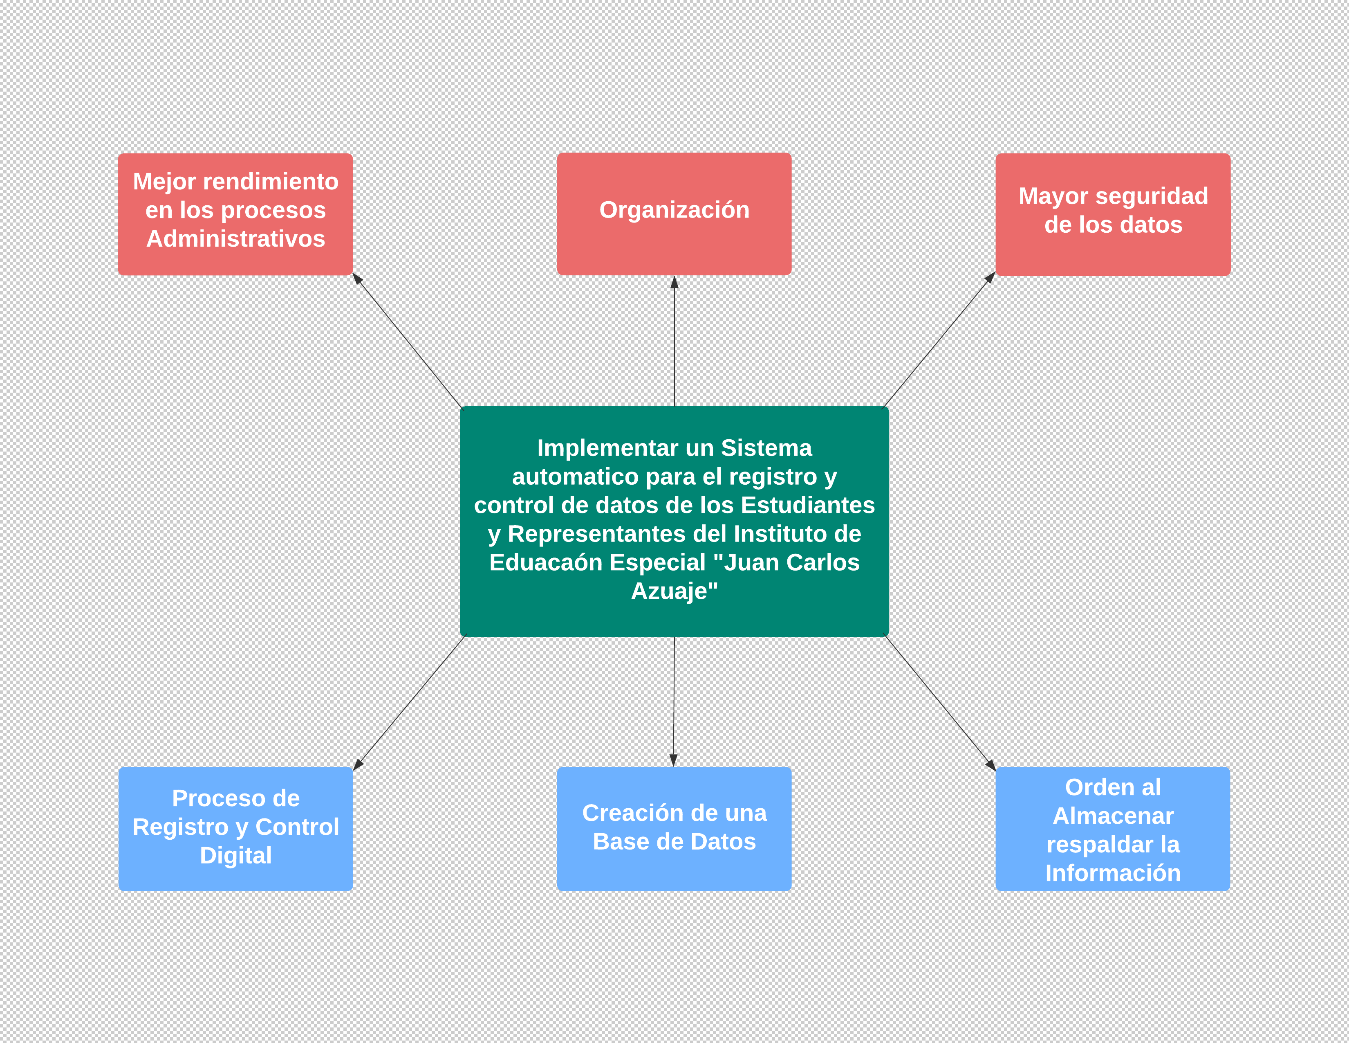 Mejor rendimiento
en los procesos
Administrativos
Organización
Mayor seguridad
de los datos
Implementar un Sistema
automatico para el registro y
control de datos de los Estudiantes
y Representantes del Instituto de
Eduacaón Especial "Juan Carlos
Azuaje"
Proceso de
Registro y Control
Digital
Creación de una
Base de Datos
Orden al
Almacenar
respaldar la
Información